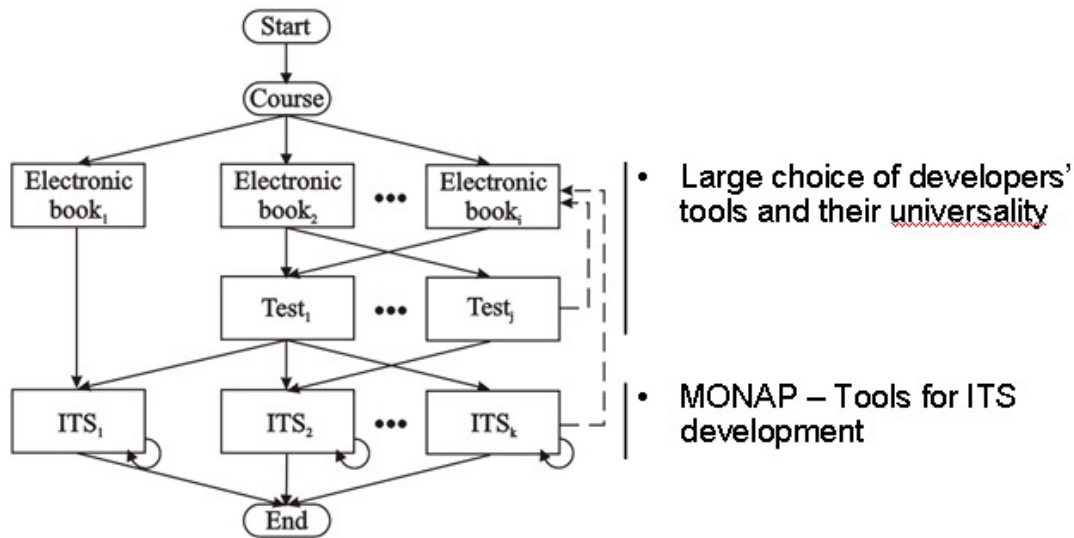 Start
Course
Electronic
book₁
Electronic
book₂
•••
Electronic
bookᵢ
• Large choice of developers’
tools and their universality
Test₁
•••
Testⱼ
ITS₁
ITS₂
•••
ITSₖ
• MONAP – Tools for ITS
development
End